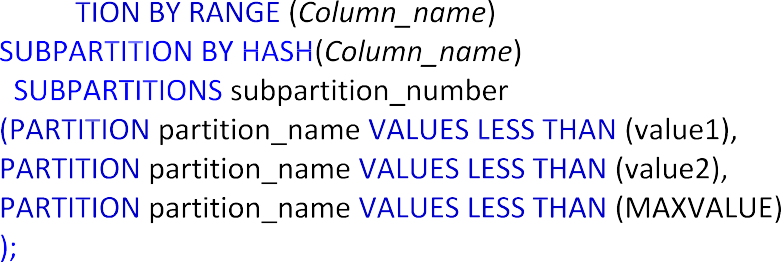 TION BY RANGE (Column_name)
SUBPARTITION BY HASH(Column_name)
SUBPARTITIONS subpartition_number
(PARTITION partition_name VALUES LESS THAN (value1),
PARTITION partition_name VALUES LESS THAN (value2),
PARTITION partition_name VALUES LESS THAN (MAXVALUE)
);